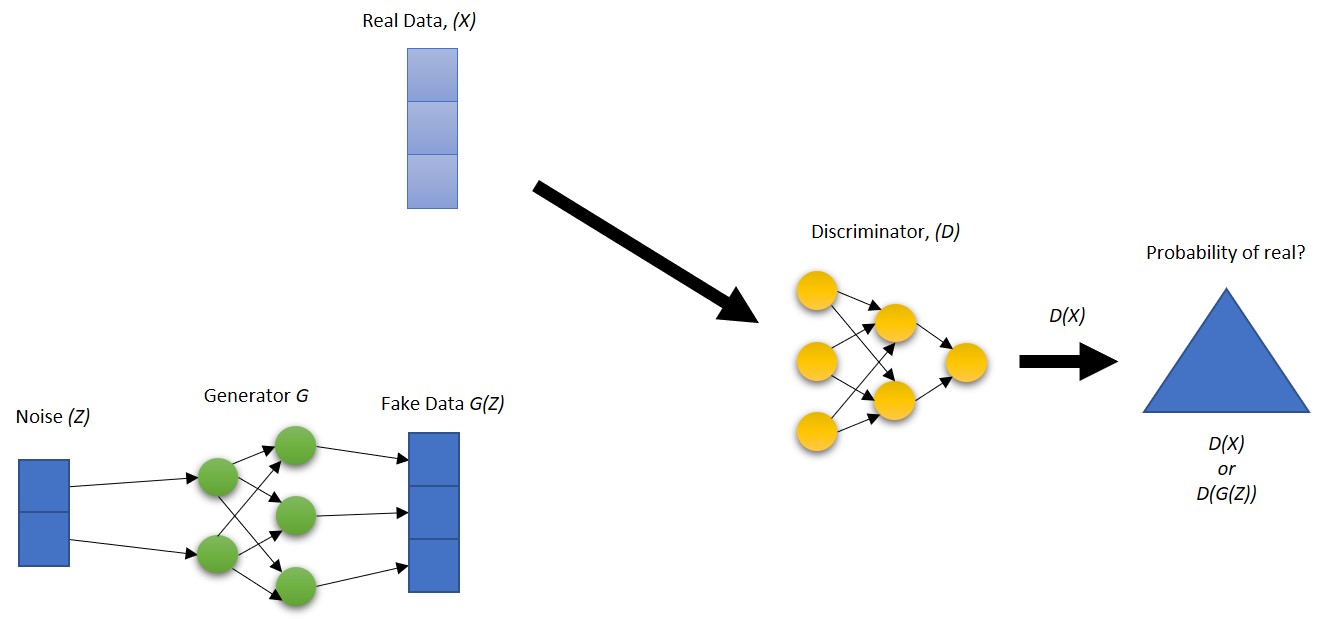 Real Data, (X)
Discriminator, (D)
Probability of real?
D(X)
Generator G
Fake Data G(Z)
Noise (Z)
D(X)
or
D(G(Z))